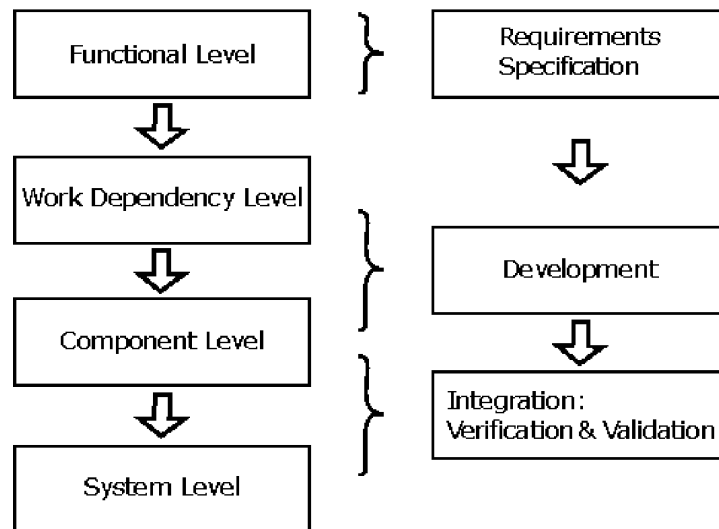 Functional Level
Requirements
Specification
Work Dependency Level
Development
Component Level
Integration:
Verification & Validation
System Level